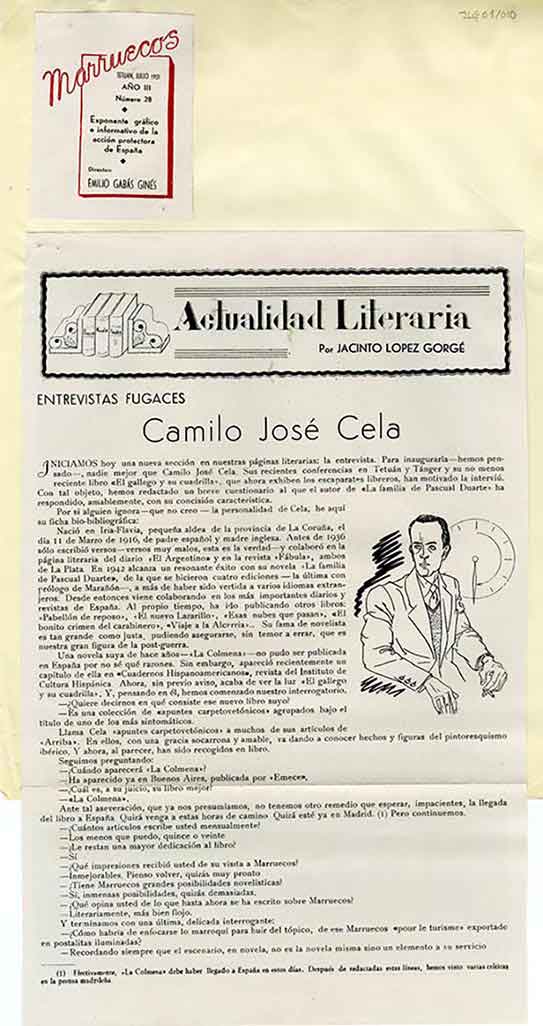 JLG 01/010
Marruecos
TETUAN, JULIO 1951
AÑO III
Número 28
Exponente gráfico
e informativo de la
acción protectora
de España
Director:
EMILIO GABÁS GINÉS
Actualidad Literaria
Por JACINTO LOPEZ GORGÉ
ENTREVISTAS FUGACES
Camilo José Cela
INICIAMOS hoy una nueva sección en nuestras páginas literarias: la entrevista. Para inaugurarla—hemos pen-
sado—, nadie mejor que Camilo José Cela. Sus recientes conferencias en Tetuán y Tánger y su no menos
reciente libro «El gallego y su cuadrilla», que ahora exhiben los escaparates libreros, han motivado la interviú.
Con tal objeto, hemos redactado un breve cuestionario al que el autor de «La familia de Pascual Duarte» ha
respondido, amablemente, con su concisión característica.
Por si alguien ignora—que no creo—la personalidad de Cela, he aquí
su ficha bio-bibliográfica:
Nació en Iria-Flavia, pequeña aldea de la provincia de La Coruña, el
día 11 de Marzo de 1916, de padre español y madre inglesa. Antes de 1936
sólo escribió versos—versos muy malos, esta es la verdad—y colaboró en la
página literaria del diario «El Argentino» y en la revista «Fábula», ambos
de La Plata. En 1942 alcanza un resonante éxito con su novela «La familia
de Pascual Duarte», de la que se hicieron cuatro ediciones—la última con
prólogo de Marañón—, a más de haber sido vertida a varios idiomas extran-
jeros. Desde entonces viene colaborando en los más importantes diarios y
revistas de España. Al propio tiempo, ha ido publicando otros libros:
«Pabellón de reposo», «El nuevo Lazarillo», «Esas nubes que pasan», «El
bonito crimen del carabinero», «Viaje a la Alcarria»... Su fama de novelista
es tan grande como justa, pudiendo asegurarse, sin temor a errar, que es
nuestra gran figura de la post-guerra.
Una novela suya de hace años—«La Colmena»—no pudo ser publicada
en España por no sé qué razones. Sin embargo, apareció recientemente un
capítulo de ella en «Cuadernos Hispanoamericanos», revista del Instituto de
Cultura Hispánica. Ahora, sin previo aviso, acaba de ver la luz «El gallego
y su cuadrilla». Y, pensando en él, hemos comenzado nuestro interrogatorio.
—¿Quiere decirnos en qué consiste ese nuevo libro suyo?
—Es una colección de «apuntes carpetovetónicos» agrupados bajo el
título de uno de los más sintomáticos.
Llama Cela «apuntes carpetovetónicos» a muchos de sus artículos de
«Arriba». En ellos, con una gracia socarrona y amable, va dando a conocer hechos y figuras del pintoresquismo
ibérico. Y ahora, al parecer, han sido recogidos en libro.
Seguimos preguntando:
—¿Cuándo aparecerá «La Colmena»?
—Ha aparecido ya en Buenos Aires, publicada por «Emece».
—¿Cuál es, a su juicio, su libro mejor?
—«La Colmena».
Ante tal aseveración, que ya nos presumíamos, no tenemos otro remedio que esperar, impacientes, la llegada
del libro a España. Quizá venga a estas horas de camino. Quizá esté ya en Madrid. (1) Pero continuemos.
—¿Cuántos artículos escribe usted mensualmente?
—Los menos que puedo, quince o veinte
—¿Le restan una mayor dedicación al libro?
—Sí
—¿Qué impresiones recibió usted de su visita a Marruecos?
—Inmejorables. Pienso volver, quizás muy pronto
—¿Tiene Marruecos grandes posibilidades novelísticas?
—Sí, inmensas posibilidades, quizás demasiadas.
—¿Qué opina usted de lo que hasta ahora se ha escrito sobre Marruecos?
—Literariamente, más bien flojo.
Y terminamos con una última, delicada interrogante:
—¿Cómo habría de enfocarse lo marroquí para huir del tópico, de ese Marruecos «pour le turisme» exportado
en postalitas iluminadas?
—Recordando siempre que el escenario, en novela, no es la novela misma sino un elemento a su servicio
(1) Efectivamente, «La Colmena» debe haber llegado a España en estos días. Después de redactadas estas líneas, hemos visto varias críticas
en la prensa madrileña